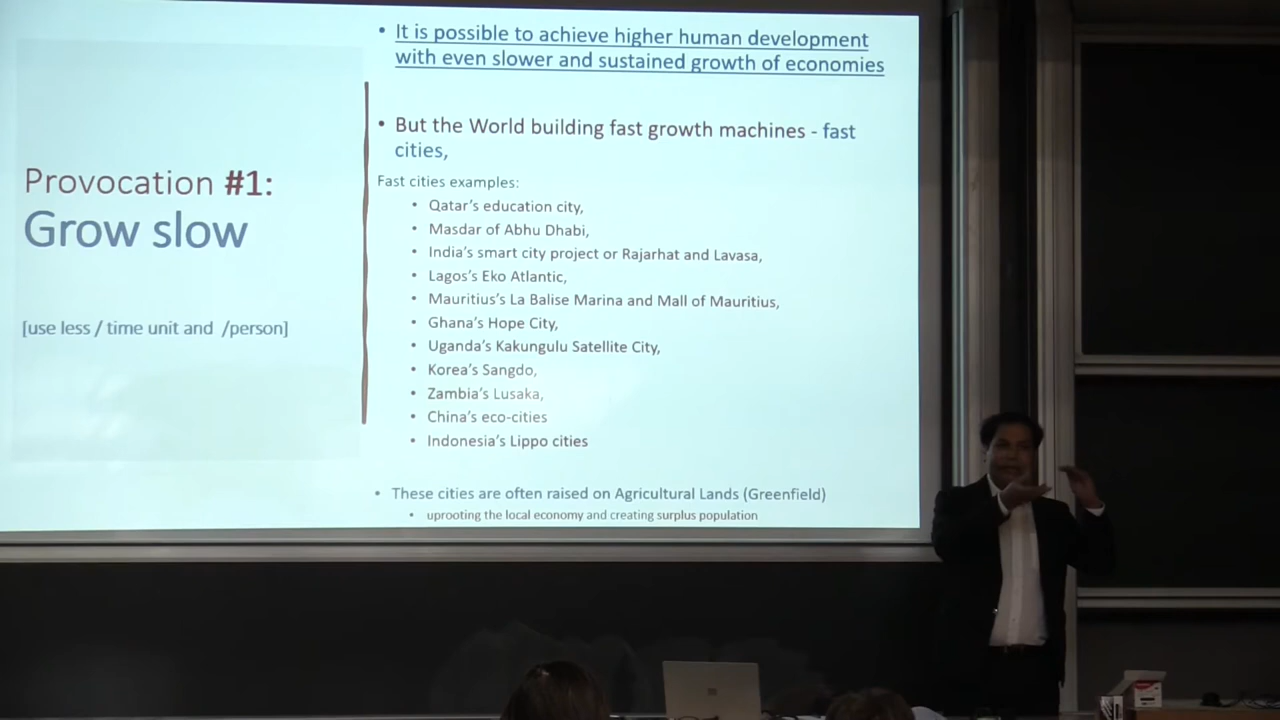 Provocation #1:
Grow slow
[use less / time unit and /person]
• It is possible to achieve higher human development
with even slower and sustained growth of economies
• But the World building fast growth machines - fast
cities,
Fast cities examples:
• Qatar's education city,
• Masdar of Abhu Dhabi,
• India's smart city project or Rajarhat and Lavasa,
• Lagos's Eko Atlantic,
• Mauritius's La Balise Marina and Mall of Mauritius,
• Ghana's Hope City,
• Uganda's Kakungulu Satellite City,
• Korea's Sangdo,
• Zambia's Lusaka,
• China's eco-cities
• Indonesia's Lippo cities
• These cities are often raised on Agricultural Lands (Greenfield)
• uprooting the local economy and creating surplus population